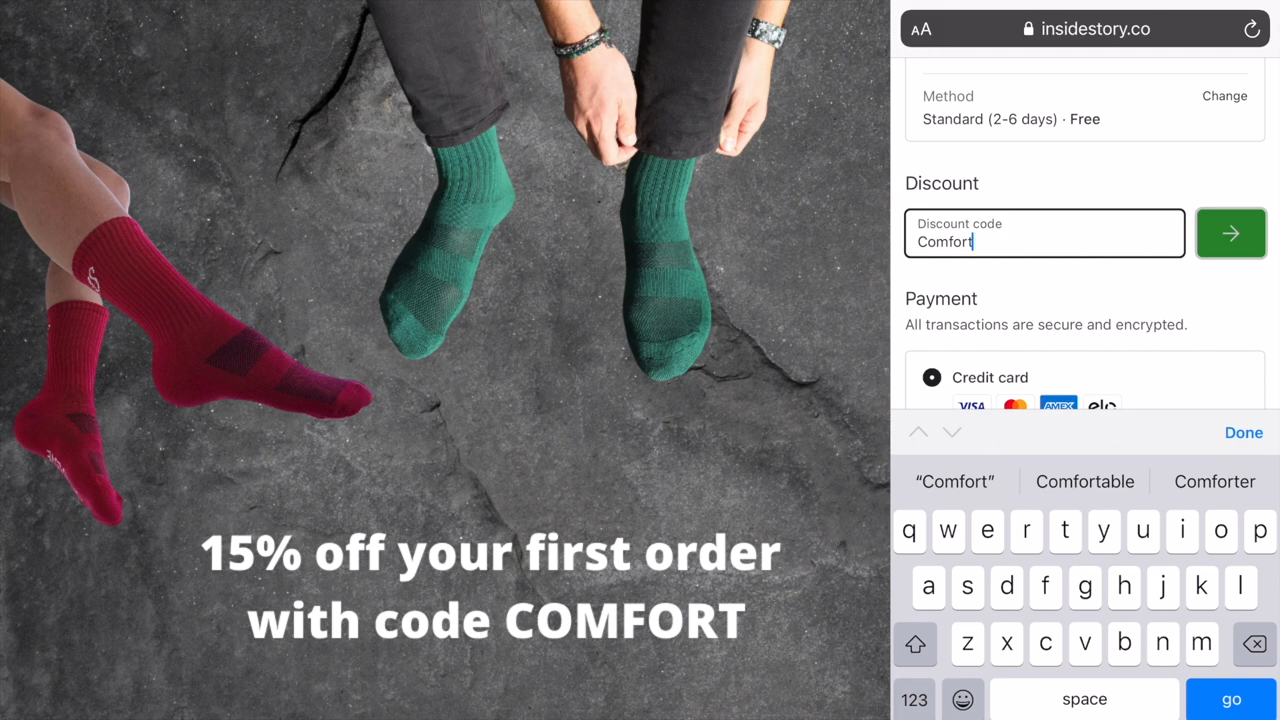 15% off your first order
with code COMFORT
AA
insidestory.co
Method
Change
Standard (2-6 days) · Free
Discount
Discount code
Comfort
Payment
All transactions are secure and encrypted.
Credit card
VISA
AMEX
elo
Done
“Comfort”
Comfortable
Comforter
q w e r t y u i o p
a s d f g h j k l
z x c v b n m
123
space
go